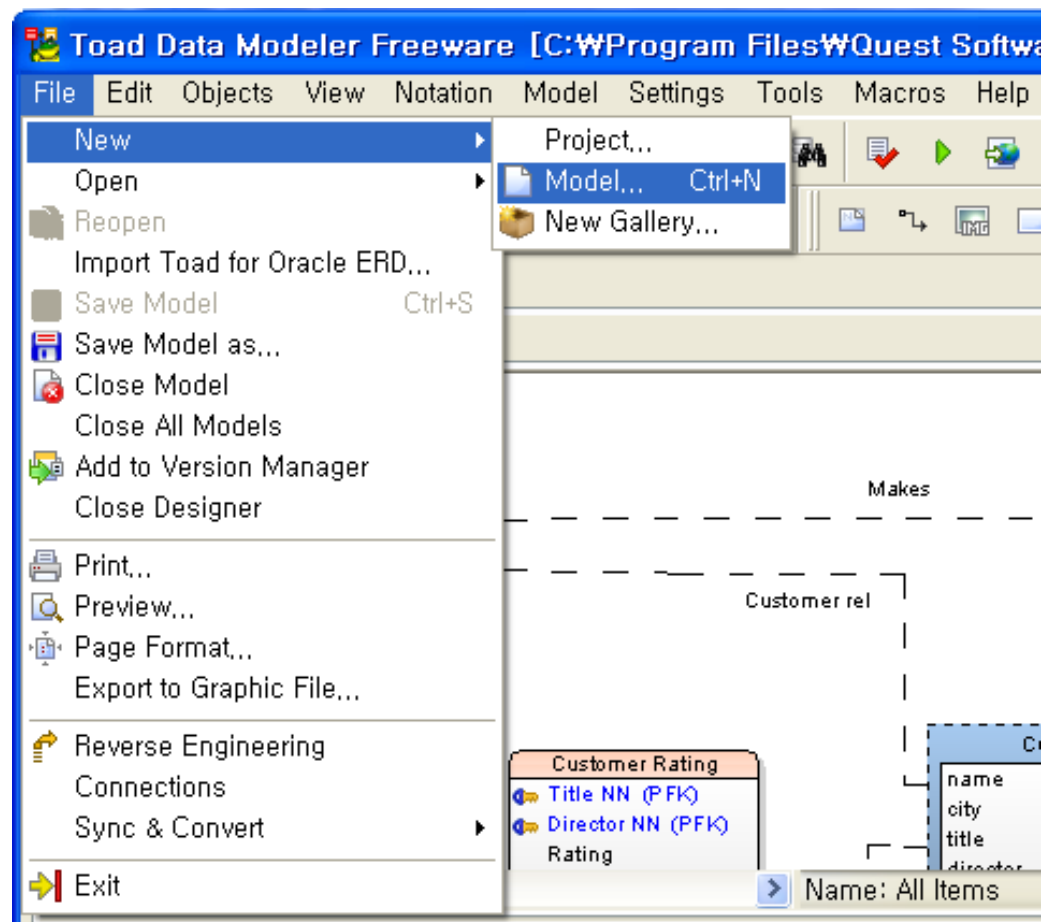 Toad Data Modeler Freeware [C:₩Program Files₩Quest Softwa
File Edit Objects View Notation Model Settings Tools Macros Help
New
Project...
Open
Model... Ctrl+N
Reopen
New Gallery...
Import Toad for Oracle ERD...
Save Model Ctrl+S
Save Model as...
Close Model
Close All Models
Add to Version Manager
Close Designer
Print...
Preview...
Page Format...
Export to Graphic File...
Reverse Engineering
Connections
Sync & Convert
Exit
Makes
Customer rel
Customer Rating
Title NN (PFK)
Director NN (PFK)
Rating
name
city
title
director
Name: All Items